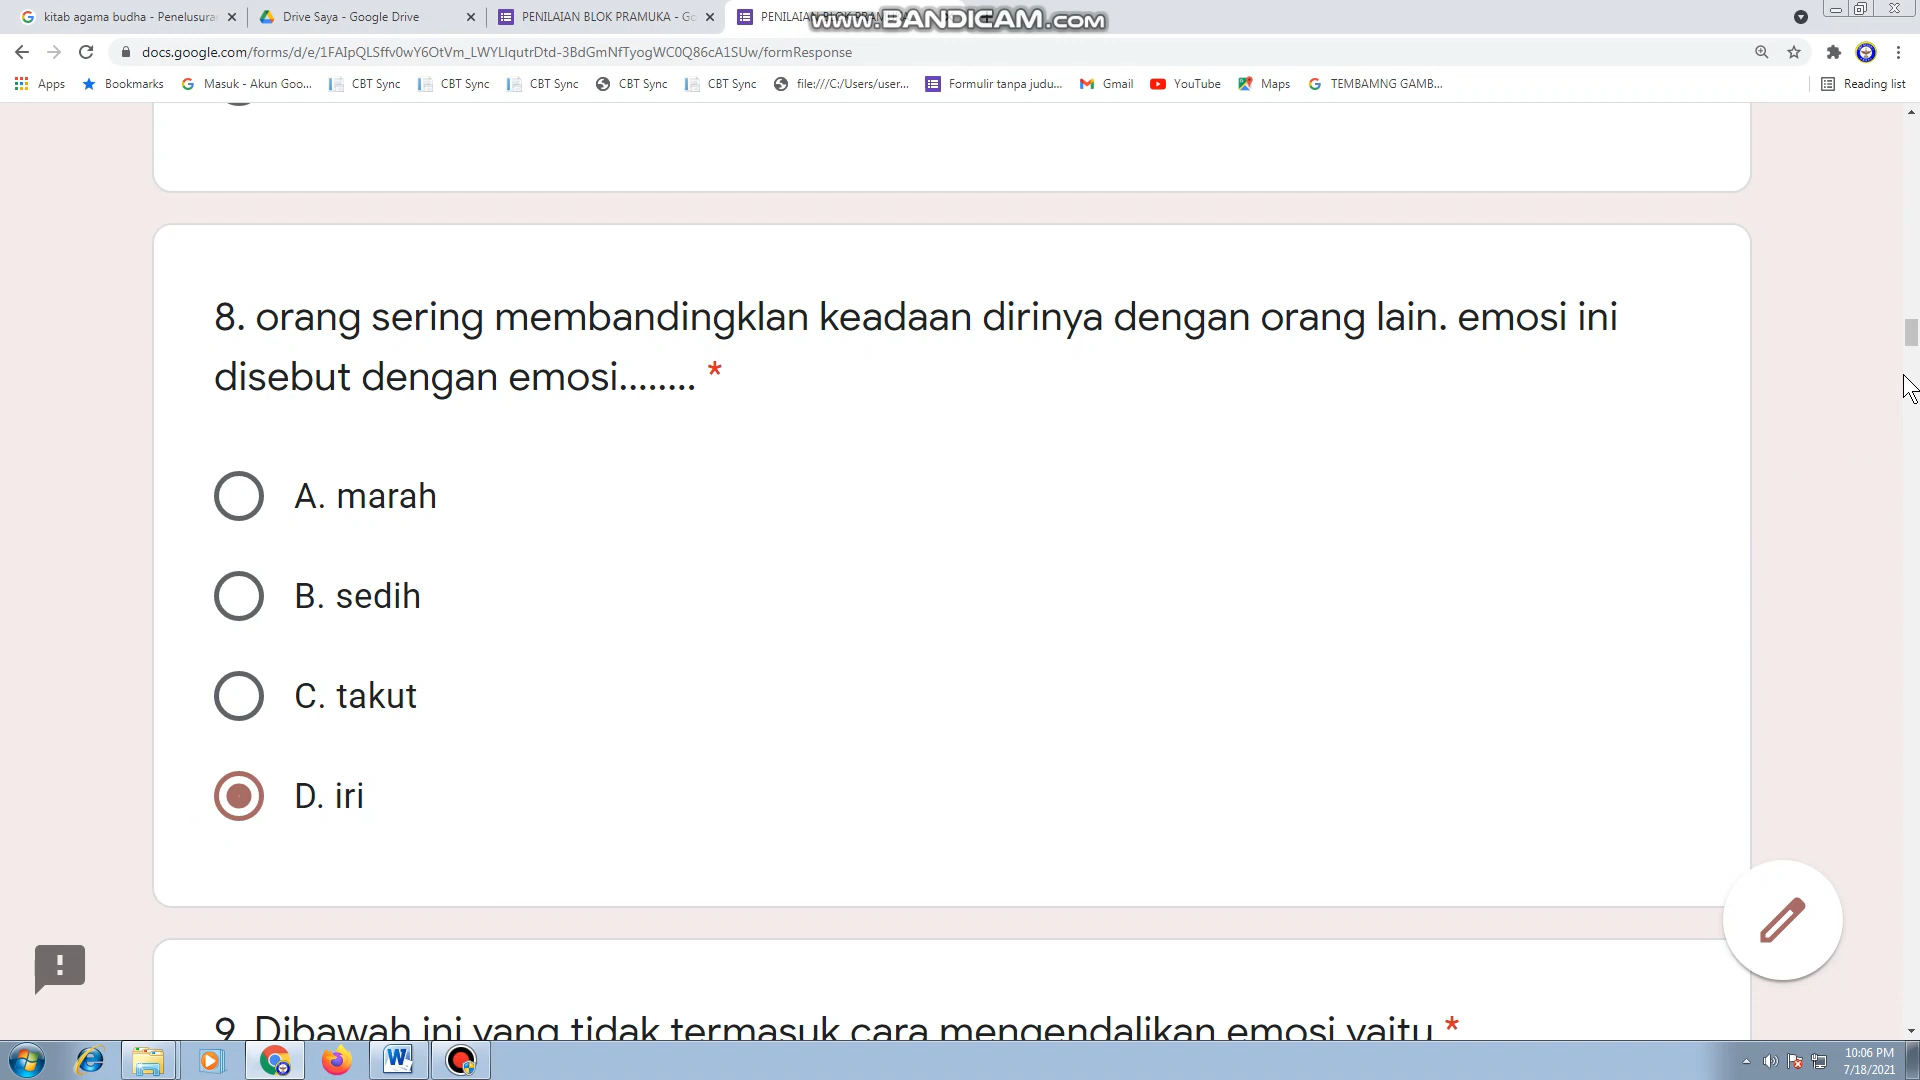 kitab agama budha - Penelusura
Drive Saya - Google Drive
PENILAIAN BLOK PRAMUKA - Go
PENILAIAN BLOK PRAMUKA
www.BANDICAM.com
docs.google.com/forms/d/e/1FAIpQLSffv0wY6OtVm_LWYLlqutrDtd-3BdGmNfTyogWC0Q86cA1SUw/formResponse
Apps
Bookmarks
Masuk - Akun Goo...
CBT Sync
CBT Sync
CBT Sync
CBT Sync
CBT Sync
file:///C:/Users/user...
Formulir tanpa judu...
Gmail
YouTube
Maps
TEMBAMNG GAMB...
Reading list
8. orang sering membandingklan keadaan dirinya dengan orang lain. emosi ini
disebut dengan emosi........ *
A. marah
B. sedih
C. takut
D. iri
9. Dibawah ini yang tidak termasuk cara mengendalikan emosi yaitu *
10:06 PM
7/18/2021